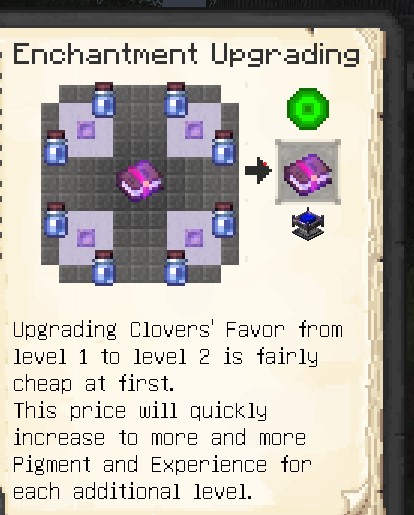 Enchantment Upgrading
Upgrading Clovers' Favor from
level 1 to level 2 is fairly
cheap at first.
This price will quickly
increase to more and more
Pigment and Experience for
each additional level.